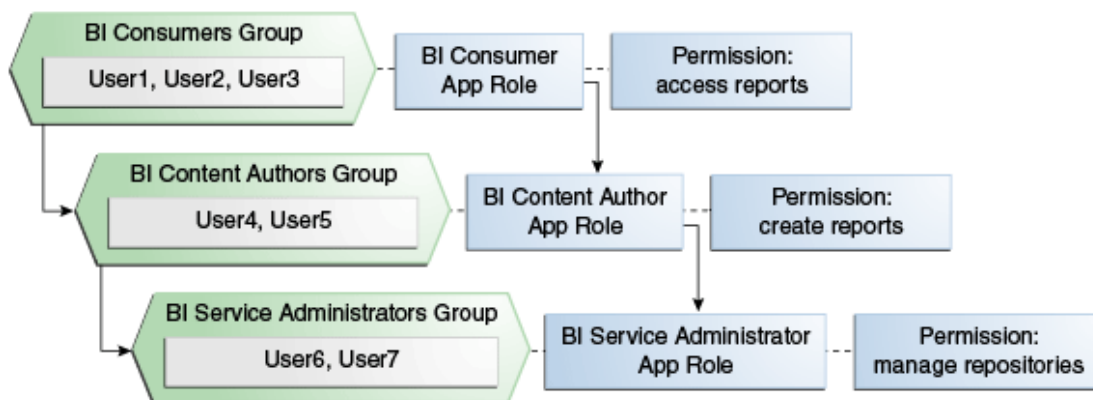 BI Consumers Group
User1, User2, User3
BI Consumer
App Role
Permission:
access reports
BI Content Authors Group
User4, User5
BI Content Author
App Role
Permission:
create reports
BI Service Administrators Group
User6, User7
BI Service Administrator
App Role
Permission:
manage repositories